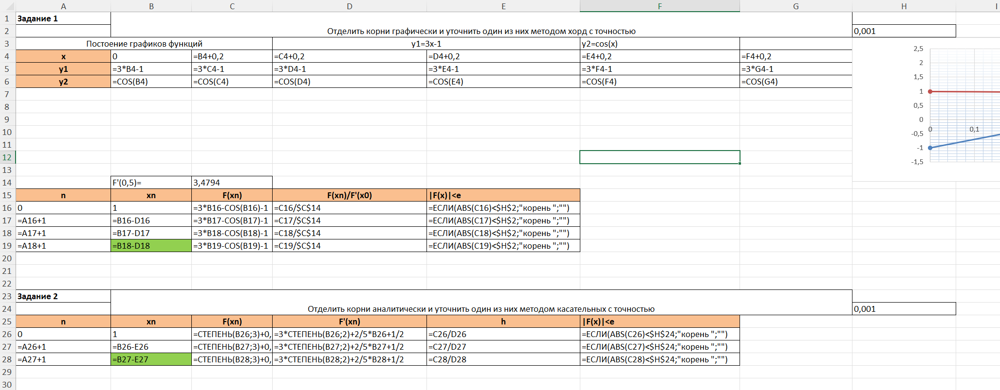 A B C D E F G H I
1 Задание 1
2 Отделить корни графически и уточнить один из них методом хорд с точностью 0,001
3 Постоение графиков функций y1=3x-1 y2=cos(x)
4 x 0 =B4+0,2 =C4+0,2 =D4+0,2 =E4+0,2 =F4+0,2
5 y1 =3*B4-1 =3*C4-1 =3*D4-1 =3*E4-1 =3*F4-1 =3*G4-1
6 y2 =COS(B4) =COS(C4) =COS(D4) =COS(E4) =COS(F4) =COS(G4)
7
8
9
10
11
12
13
2,5
2
1,5
1
0,5
0
-0,5
-1
-1,5
0 0,1
14 F'(0,5)= 3,4794
15 n xn F(xn) F(xn)/F'(x0) |F(x)|<e
16 0 1 =3*B16-COS(B16)-1 =C16/$C$14 =ЕСЛИ(ABS(C16)<$H$2;"корень ";"")
17 =A16+1 =B16-D16 =3*B17-COS(B17)-1 =C17/$C$14 =ЕСЛИ(ABS(C17)<$H$2;"корень ";"")
18 =A17+1 =B17-D17 =3*B18-COS(B18)-1 =C18/$C$14 =ЕСЛИ(ABS(C18)<$H$2;"корень ";"")
19 =A18+1 =B18-D18 =3*B19-COS(B19)-1 =C19/$C$14 =ЕСЛИ(ABS(C19)<$H$2;"корень ";"")
20
21
22
23 Задание 2
24 Отделить корни аналитически и уточнить один из них методом касательных с точностью 0,001
25 n xn F(xn) F'(xn) h |F(x)|<e
26 0 1 =СТЕПЕНЬ(B26;3)+0, =3*СТЕПЕНЬ(B26;2)+2/5*B26+1/2 =C26/D26 =ЕСЛИ(ABS(C26)<$H$24;"корень ";"")
27 =A26+1 =B26-E26 =СТЕПЕНЬ(B27;3)+0, =3*СТЕПЕНЬ(B27;2)+2/5*B27+1/2 =C27/D27 =ЕСЛИ(ABS(C27)<$H$24;"корень ";"")
28 =A27+1 =B27-E27 =СТЕПЕНЬ(B28;3)+0, =3*СТЕПЕНЬ(B28;2)+2/5*B28+1/2 =C28/D28 =ЕСЛИ(ABS(C28)<$H$24;"корень ";"")
29
30